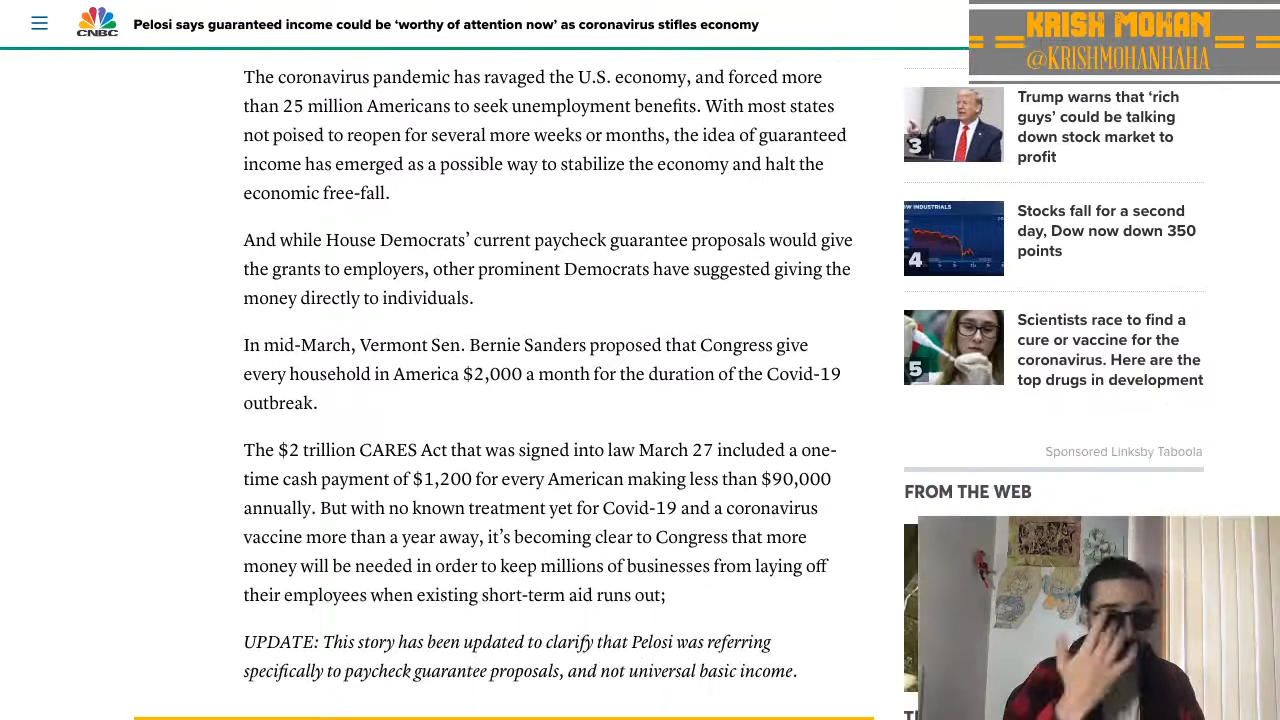 CNBC
Pelosi says guaranteed income could be ‘worthy of attention now’ as coronavirus stifles economy
KRISH MOHAN
@KRISHMOHANHAHA
The coronavirus pandemic has ravaged the U.S. economy, and forced more
than 25 million Americans to seek unemployment benefits. With most states
not poised to reopen for several more weeks or months, the idea of guaranteed
income has emerged as a possible way to stabilize the economy and halt the
economic free-fall.
And while House Democrats’ current paycheck guarantee proposals would give
the grants to employers, other prominent Democrats have suggested giving the
money directly to individuals.
In mid-March, Vermont Sen. Bernie Sanders proposed that Congress give
every household in America $2,000 a month for the duration of the Covid-19
outbreak.
The $2 trillion CARES Act that was signed into law March 27 included a one-
time cash payment of $1,200 for every American making less than $90,000
annually. But with no known treatment yet for Covid-19 and a coronavirus
vaccine more than a year away, it’s becoming clear to Congress that more
money will be needed in order to keep millions of businesses from laying off
their employees when existing short-term aid runs out;
UPDATE: This story has been updated to clarify that Pelosi was referring
specifically to paycheck guarantee proposals, and not universal basic income.
3
Trump warns that ‘rich
guys’ could be talking
down stock market to
profit
INDUSTRIALS
4
Stocks fall for a second
day, Dow now down 350
points
5
Scientists race to find a
cure or vaccine for the
coronavirus. Here are the
top drugs in development
Sponsored Linksby Taboola
FROM THE WEB